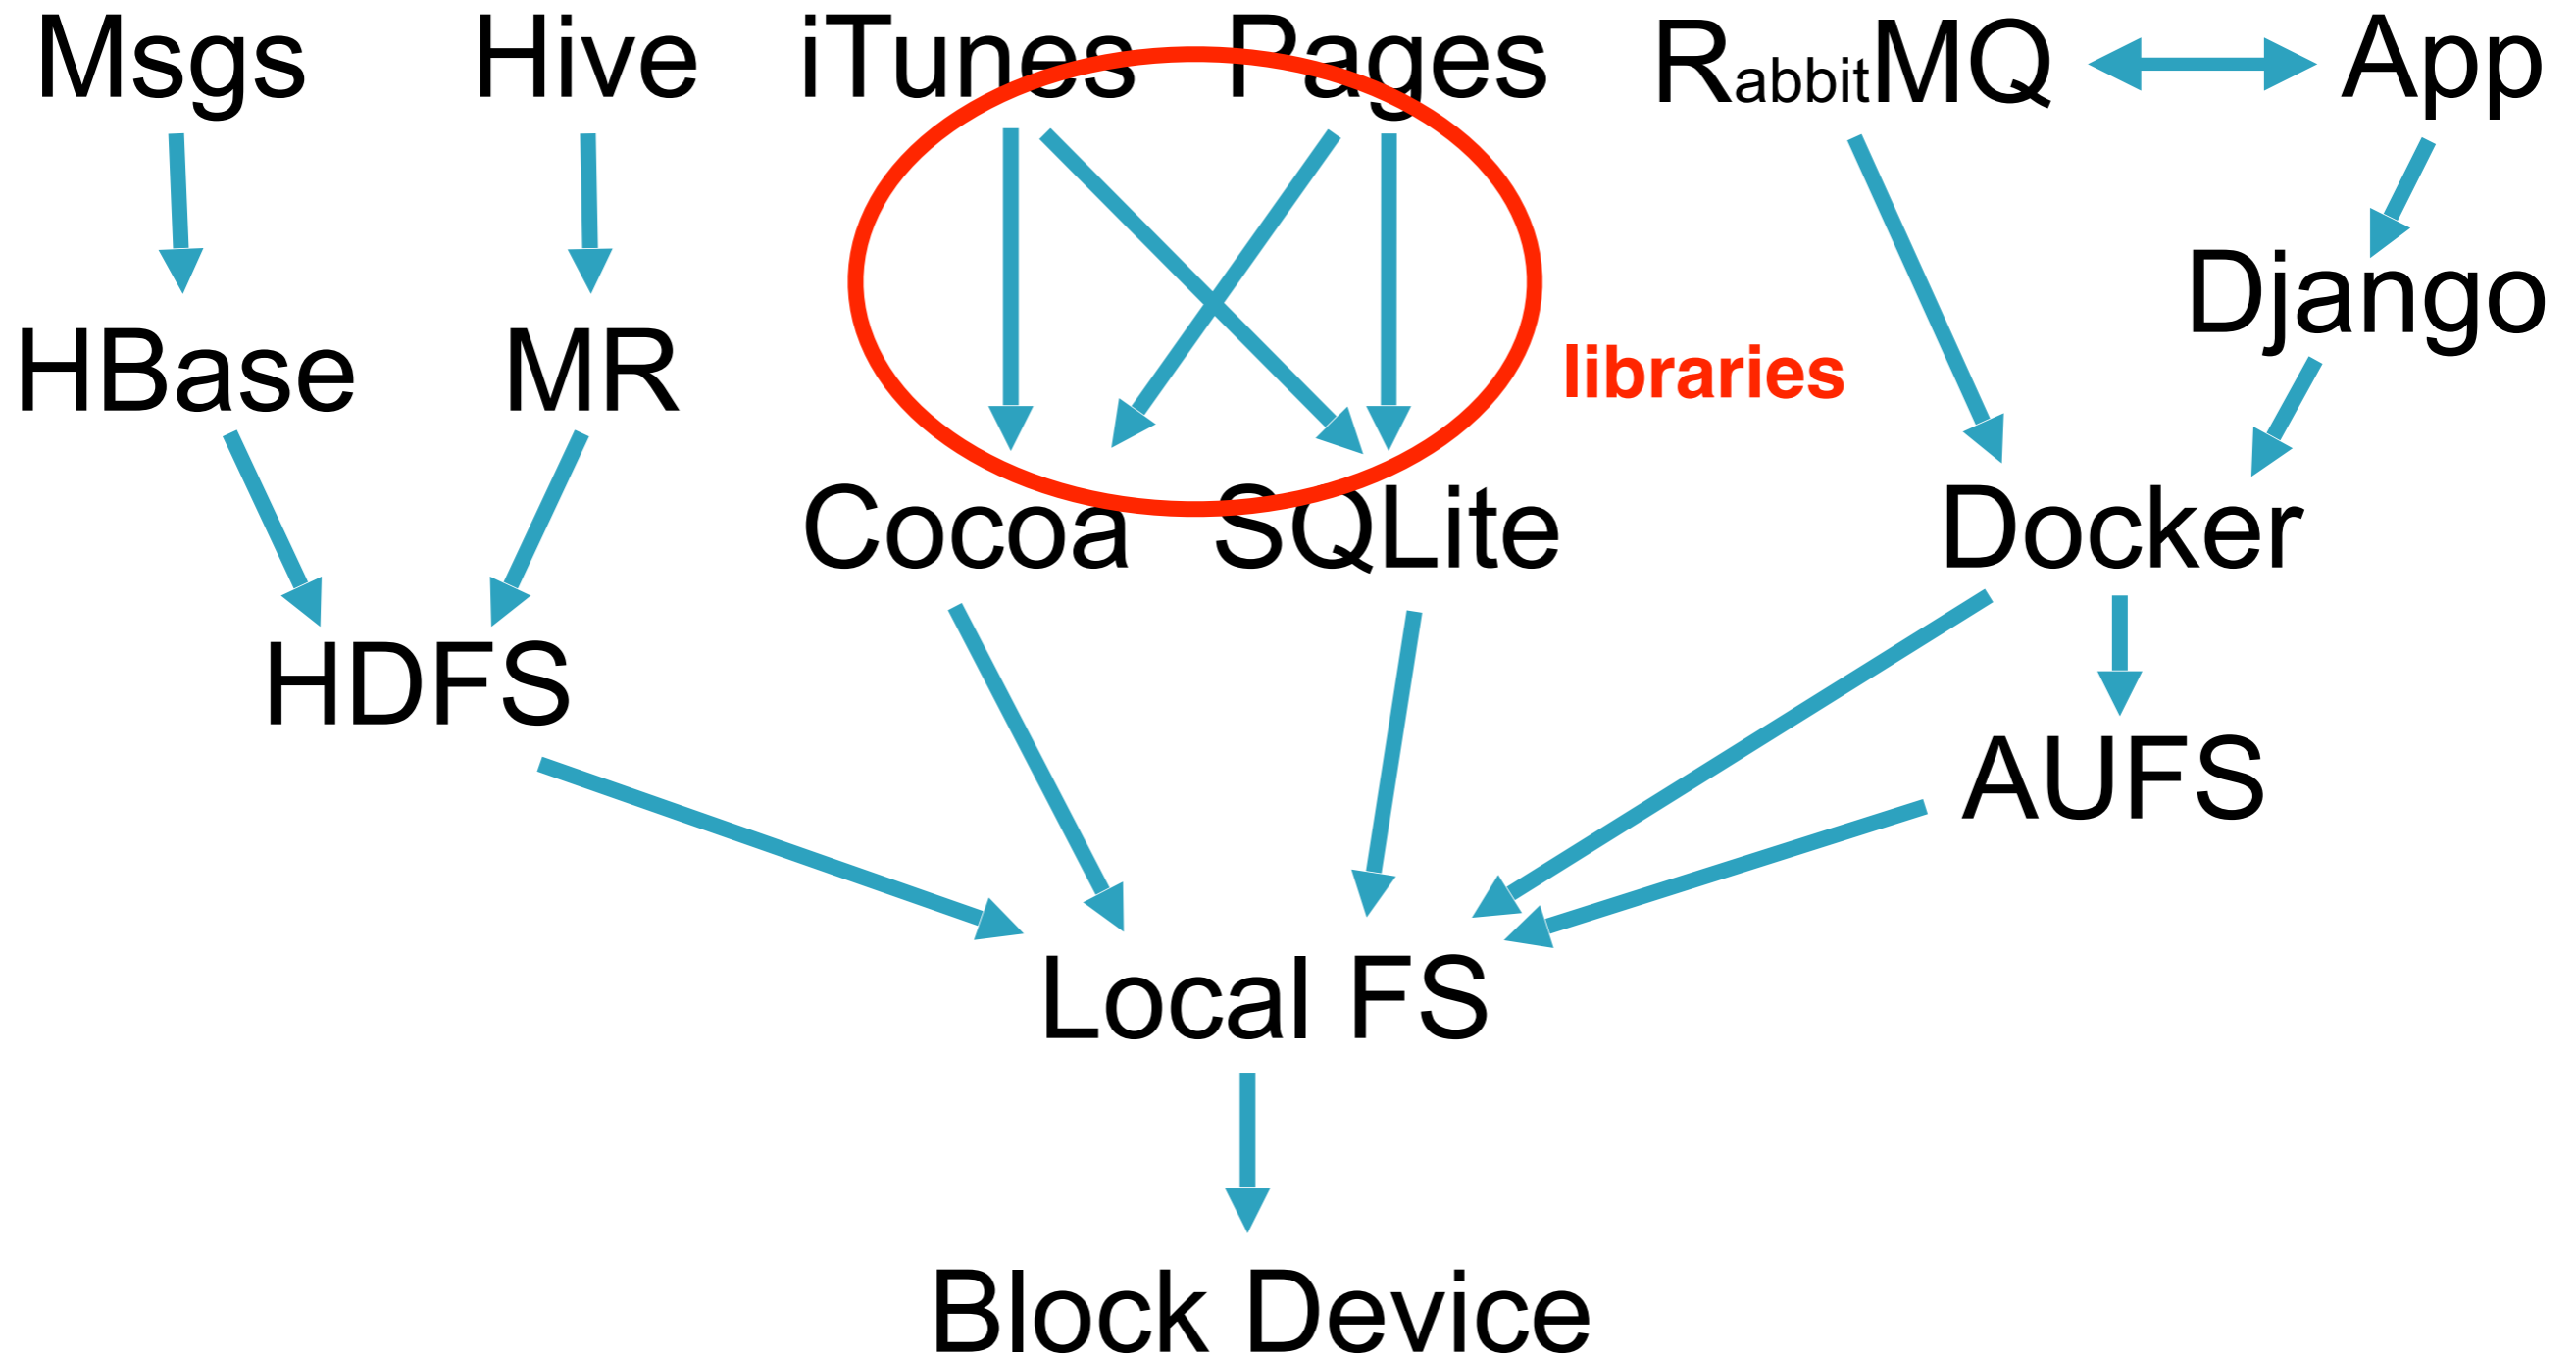 Msgs Hive iTunes Pages RabbitMQ App
Django
HBase MR libraries
Cocoa SQLite Docker
HDFS
AUFS
Local FS
Block Device